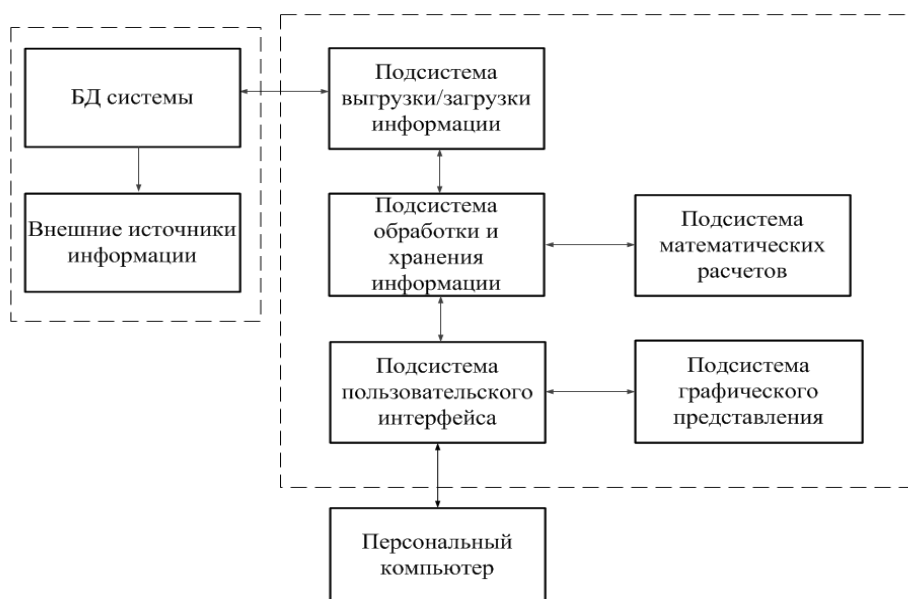 БД системы
Внешние источники
информации
Подсистема
выгрузки/загрузки
информации
Подсистема
обработки и
хранения
информации
Подсистема
математических
расчетов
Подсистема
пользовательского
интерфейса
Подсистема
графического
представления
Персональный
компьютер